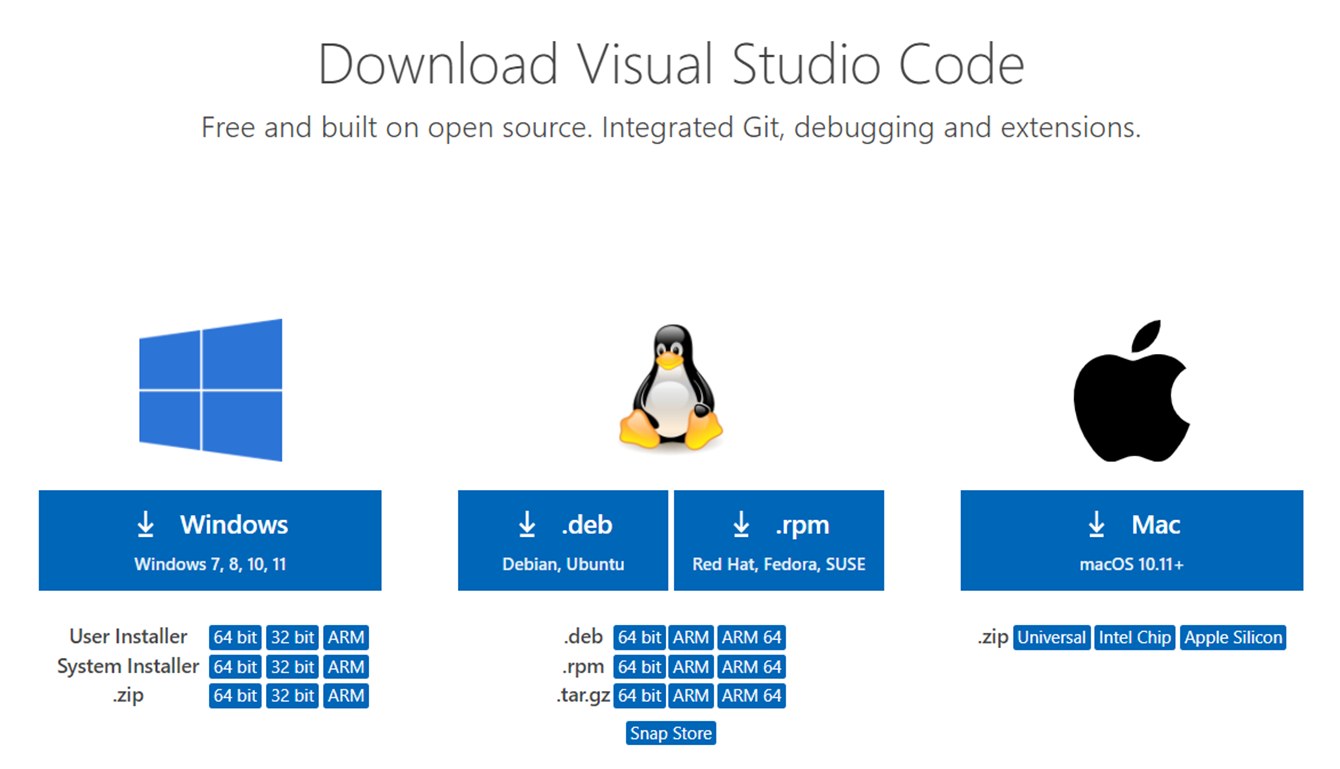 Download Visual Studio Code
Free and built on open source. Integrated Git, debugging and extensions.
Windows
Windows 7, 8, 10, 11
User Installer 64 bit 32 bit ARM
System Installer 64 bit 32 bit ARM
.zip 64 bit 32 bit ARM
.deb
Debian, Ubuntu
.rpm
Red Hat, Fedora, SUSE
.deb 64 bit ARM ARM 64
.rpm 64 bit ARM ARM 64
.tar.gz 64 bit ARM ARM 64
Snap Store
Mac
macOS 10.11+
.zip Universal Intel Chip Apple Silicon